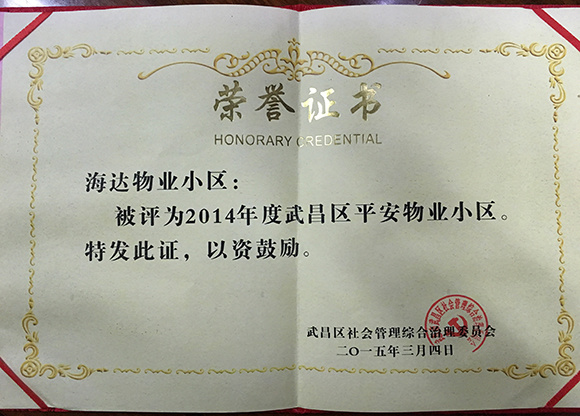 荣誉证书
HONORARY CREDENTIAL
海达物业小区：
被评为2014年度武昌区平安物业小区。
特发此证，以资鼓励。
武昌区社会管理综合治理委员会
二〇一五年三月四日